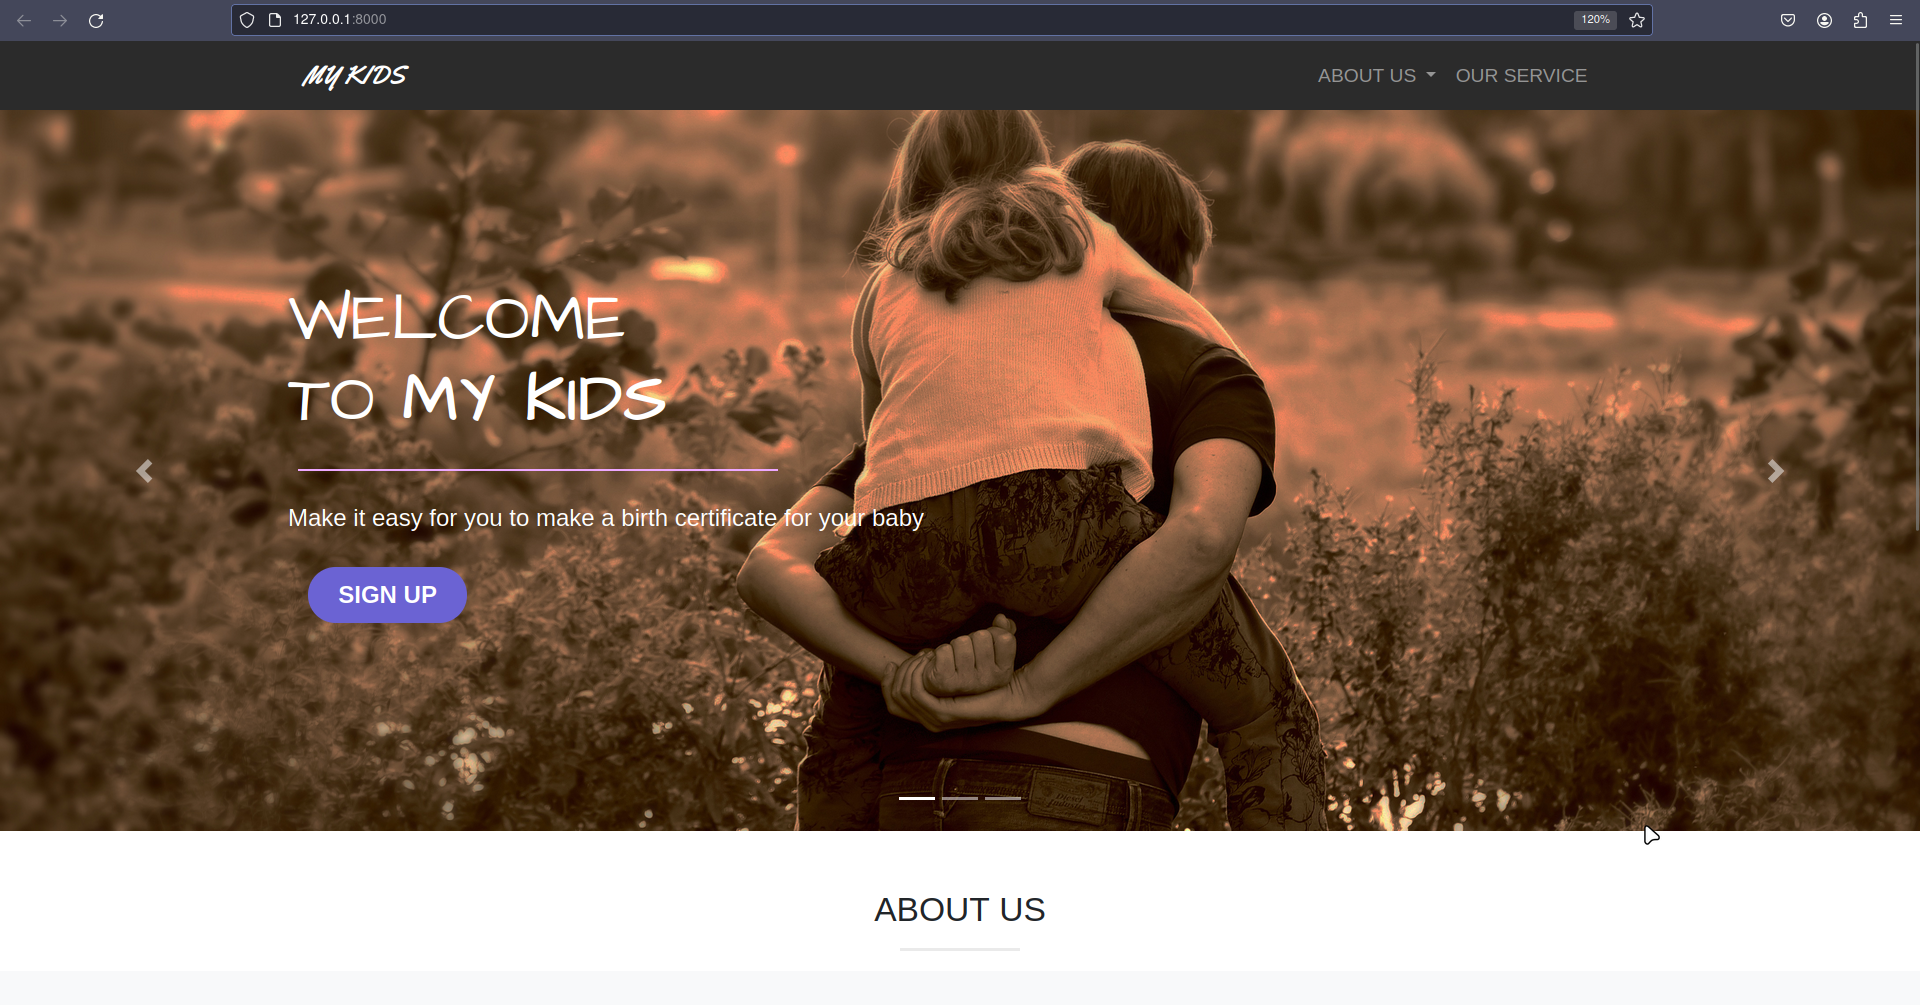 127.0.0.1:8000
120%
MY KIDS
ABOUT US
OUR SERVICE
WELCOME
TO MY KIDS
Make it easy for you to make a birth certificate for your baby
SIGN UP
ABOUT US